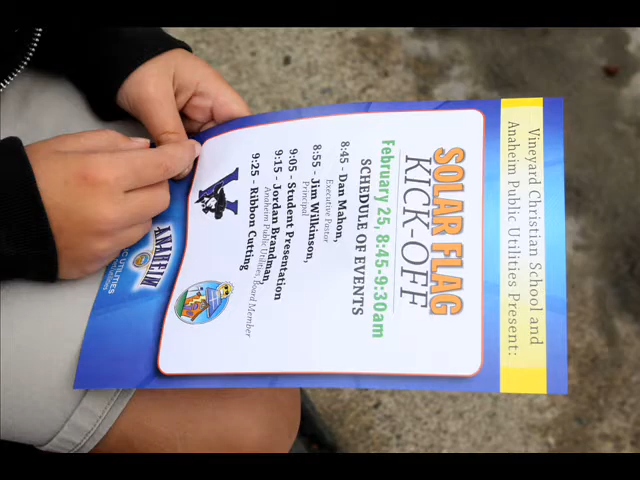 Vineyard Christian School and
Anaheim Public Utilities Present:
SOLAR FLAG
KICK-OFF
February 25, 8:45-9:30am
SCHEDULE OF EVENTS
8:45 - Dan Mahon,
Executive Pastor
8:55 - Jim Wilkinson,
Principal
9:05 - Student Presentation
9:15 - Jordan Brandman,
Anaheim Public Utilities, Board Member
9:25 - Ribbon Cutting
V
ANAHEIM
UTILITIES